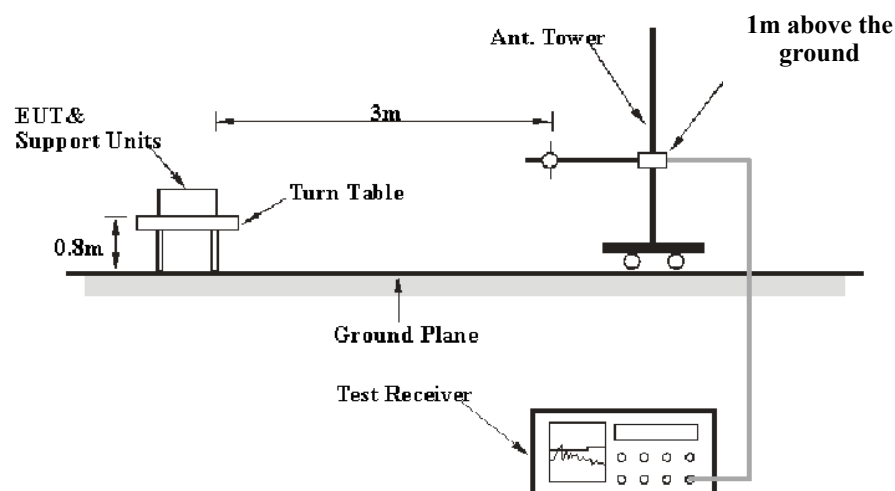 1m above the
ground
Ant. Tower
EUT&
Support Units
3m
Turn Table
0.8m
Ground Plane
Test Receiver